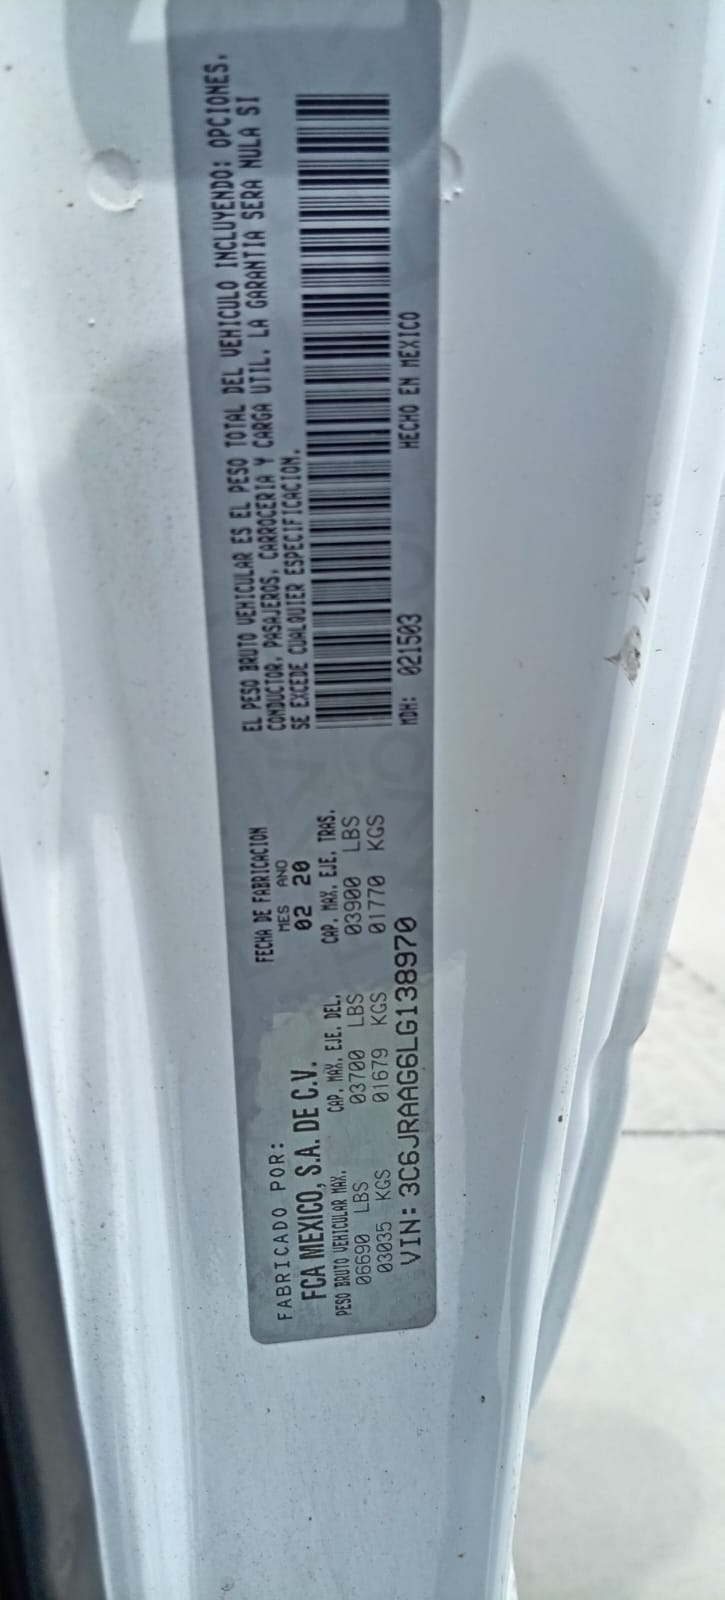 FABRICADO POR:
FCA MEXICO, S.A. DE C.V.
FECHA DE FABRICACION
MES ANO
02 20
PESO BRUTO VEHICULAR MAX.
06690 LBS
03035 KGS
CAP. MAX. EJE. DEL.
03700 LBS
01679 KGS
CAP. MAX. EJE. TRAS.
03900 LBS
01770 KGS
VIN: 3C6JRAAG6LG138970
EL PESO BRUTO VEHICULAR ES EL PESO TOTAL DEL VEHICULO INCLUYENDO: OPCIONES,
CONDUCTOR, PASAJEROS, CARROCERIA Y CARGA UTIL. LA GARANTIA SERA NULA SI
SE EXCEDE CUALQUIER ESPECIFICACION.
MDH: 021503
HECHO EN MEXICO